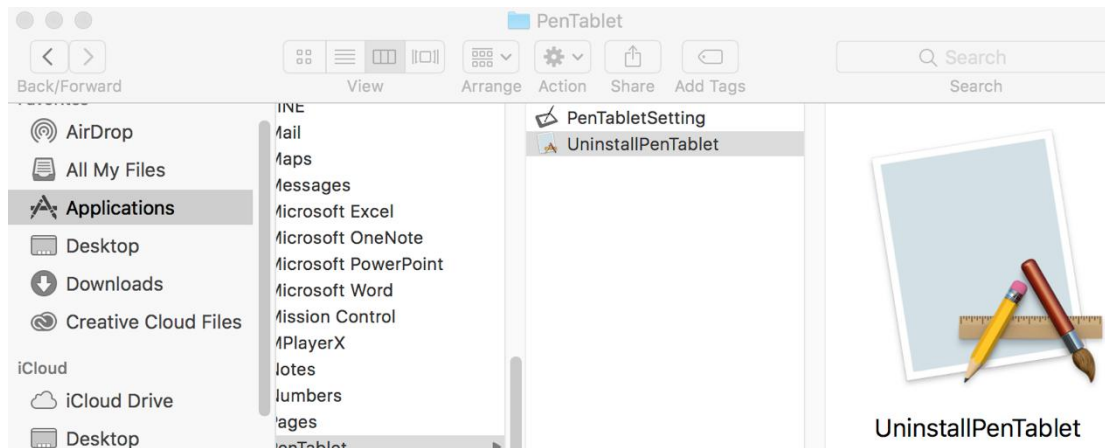 PenTablet
Back/Forward
View
Arrange
Action
Share
Add Tags
Search
Search
AirDrop
All My Files
Applications
Desktop
Downloads
Creative Cloud Files
iCloud
iCloud Drive
Desktop
INE
Mail
Maps
Messages
Microsoft Excel
Microsoft OneNote
Microsoft PowerPoint
Microsoft Word
Mission Control
MPlayerX
Notes
Numbers
Pages
PenTablet
PenTabletSetting
UninstallPenTablet
UninstallPenTablet